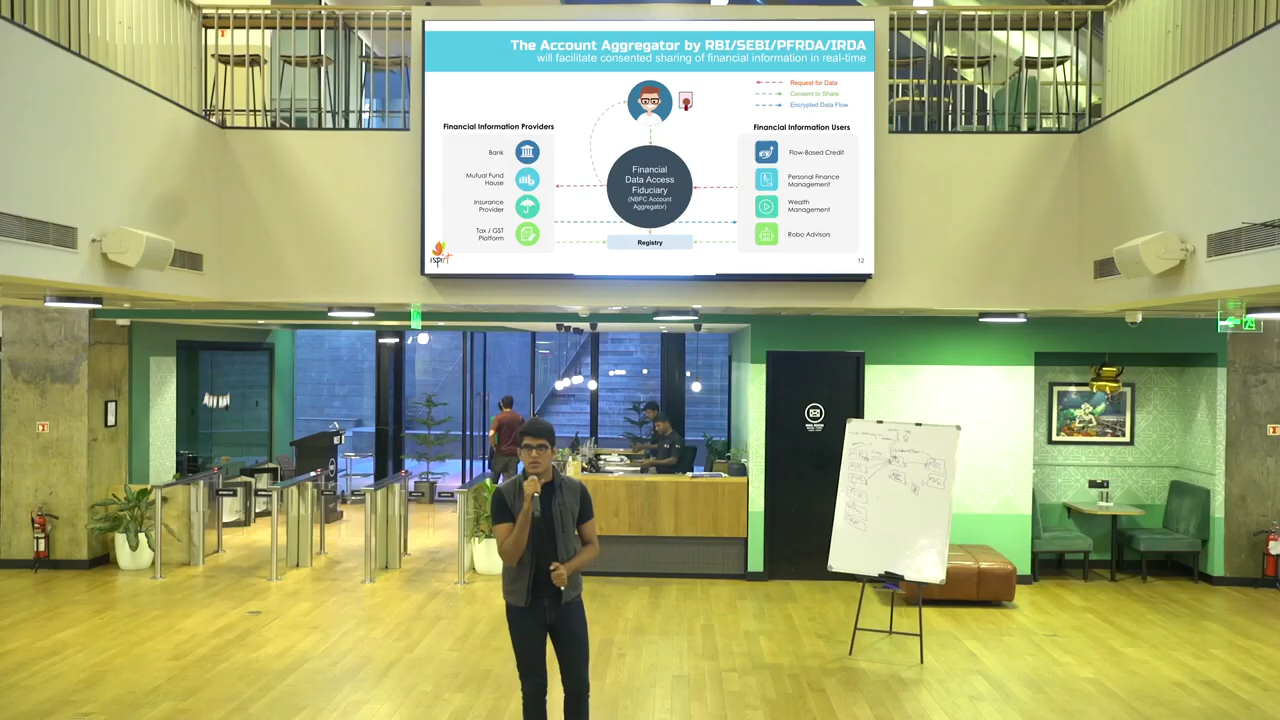 The Account Aggregator by RBI/SEBI/PFRDA/IRDA
will facilitate consented sharing of financial information in real-time
Request for Data
Consent to Share
Encrypted Data Flow
Financial Information Providers
Bank
Mutual Fund
House
Insurance
Provider
Tax / GST
Platform
Financial
Data Access
Fiduciary
(NBFC Account
Aggregator)
Registry
Financial Information Users
Flow-Based Credit
Personal Finance
Management
Wealth
Management
Robo Advisors
ispirt
12